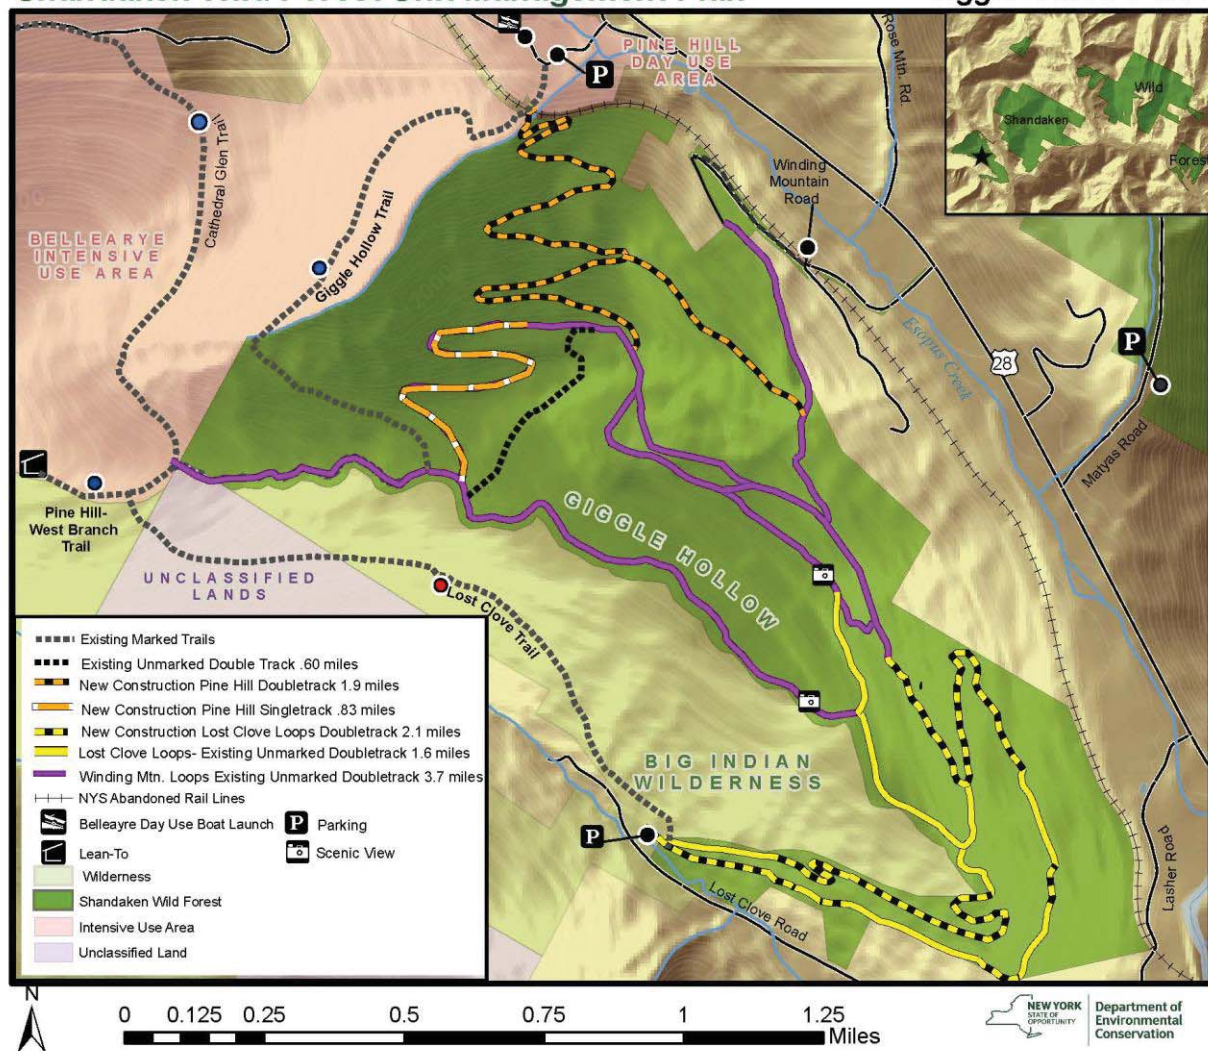 PINE HILL
DAY USE
AREA
P
Rose Mtn. Rd.
Wild
Shandaken
Forest
Cathedral Glen Trail
Winding
Mountain
Road
BELLEARYE
INTENSIVE
USE AREA
Giggle Hollow Trail
Esopus Creek
28
P
Matyas Road
Pine Hill-
West Branch
Trail
GIGGLE HOLLOW
UNCLASSIFIED
LANDS
Lost Clove Trail
BIG INDIAN
WILDERNESS
P
Lost Clove Road
Lasher Road
Existing Marked Trails
Existing Unmarked Double Track .60 miles
New Construction Pine Hill Doubletrack 1.9 miles
New Construction Pine Hill Singletrack .83 miles
New Construction Lost Clove Loops Doubletrack 2.1 miles
Lost Clove Loops- Existing Unmarked Doubletrack 1.6 miles
Winding Mtn. Loops Existing Unmarked Doubletrack 3.7 miles
NYS Abandoned Rail Lines
Belleayre Day Use Boat Launch
P Parking
Lean-To
Scenic View
Wilderness
Shandaken Wild Forest
Intensive Use Area
Unclassified Land
N
0 0.125 0.25 0.5 0.75 1 1.25
Miles
NEW YORK
STATE OF
OPPORTUNITY
Department of
Environmental
Conservation